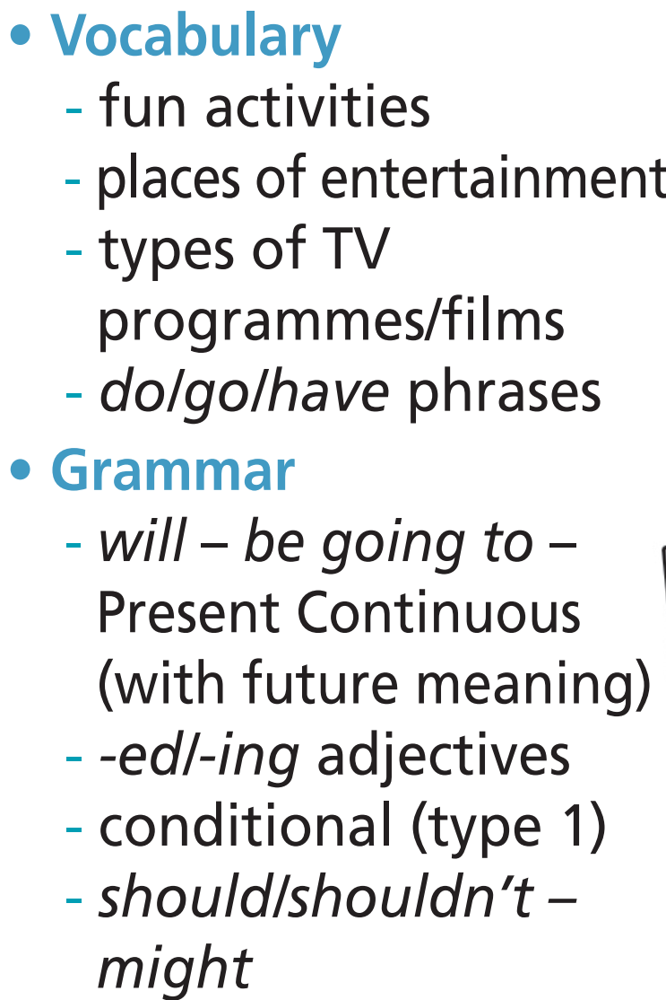 • Vocabulary
- fun activities
- places of entertainment
- types of TV
programmes/films
- do/go/have phrases
• Grammar
- will – be going to –
Present Continuous
(with future meaning)
- -ed/-ing adjectives
- conditional (type 1)
- should/shouldn’t –
might